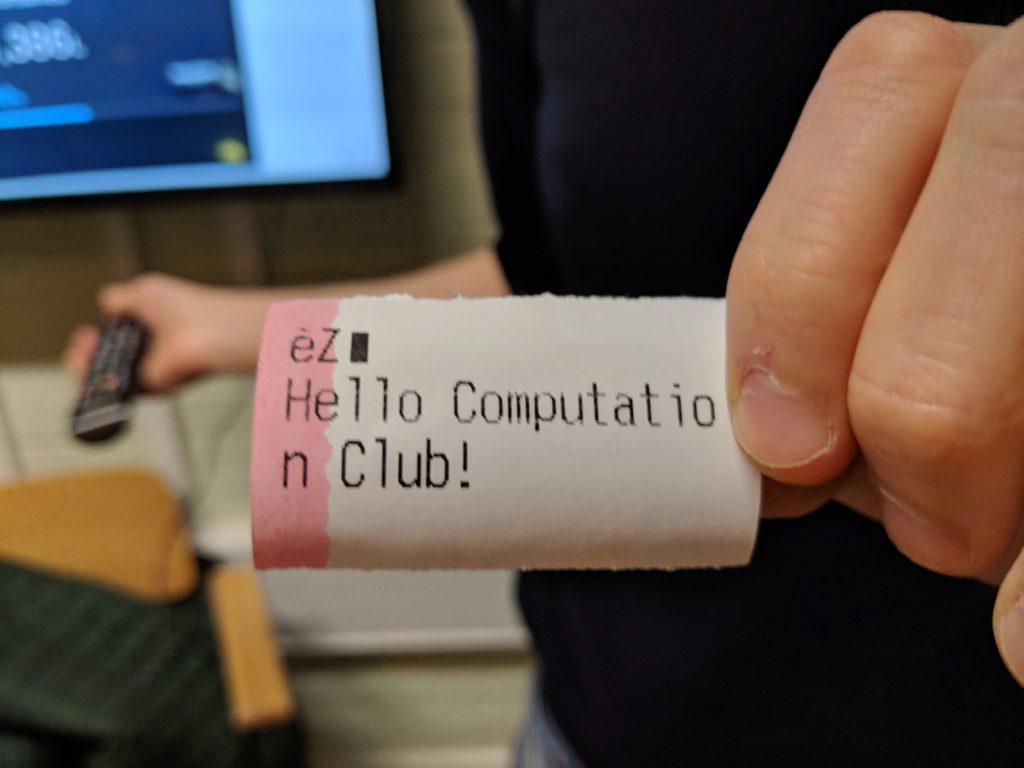 èZ■
Hello Computatio
n Club!